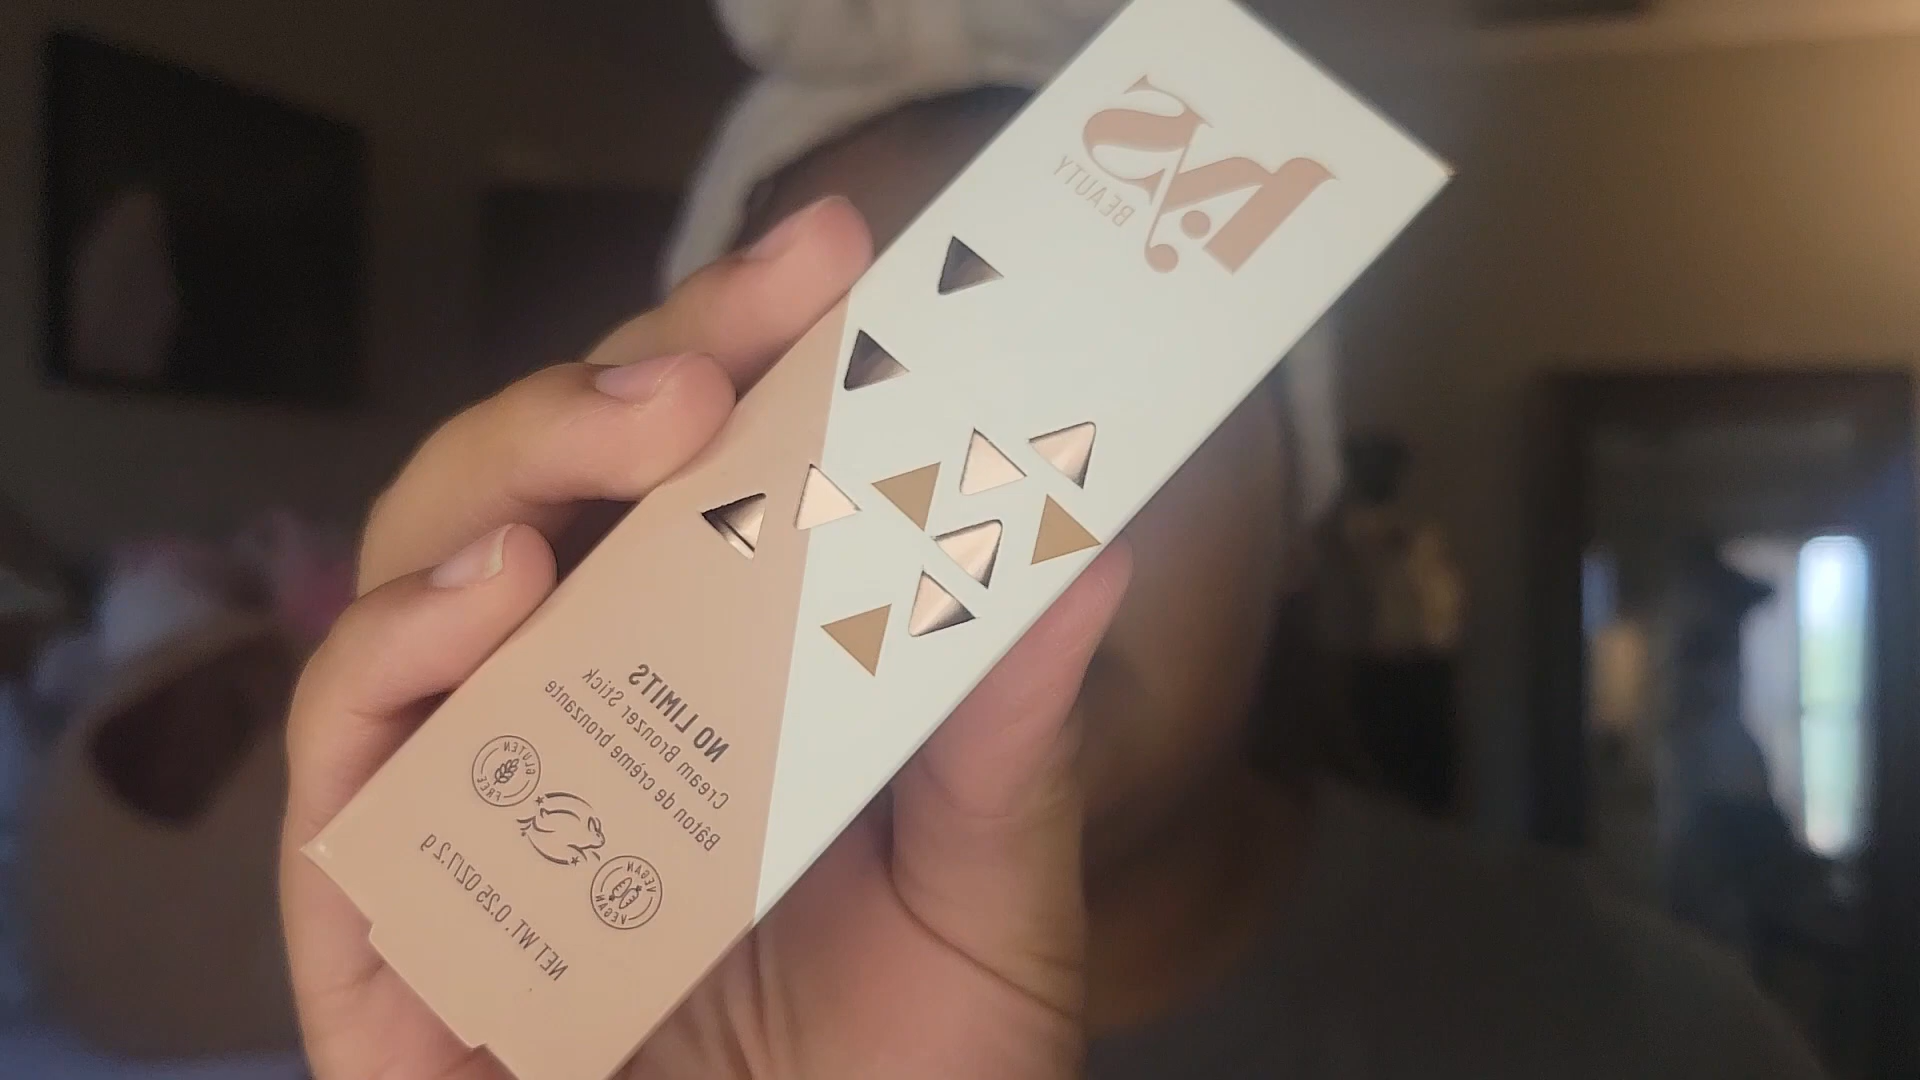 BEAUTY
NO LIMITS
Cream Bronzer Stick
Bâton de crème bronzante
GLUTEN
FREE
VEGAN
VEGAN
NET WT. 0.25 OZ/7.2 g